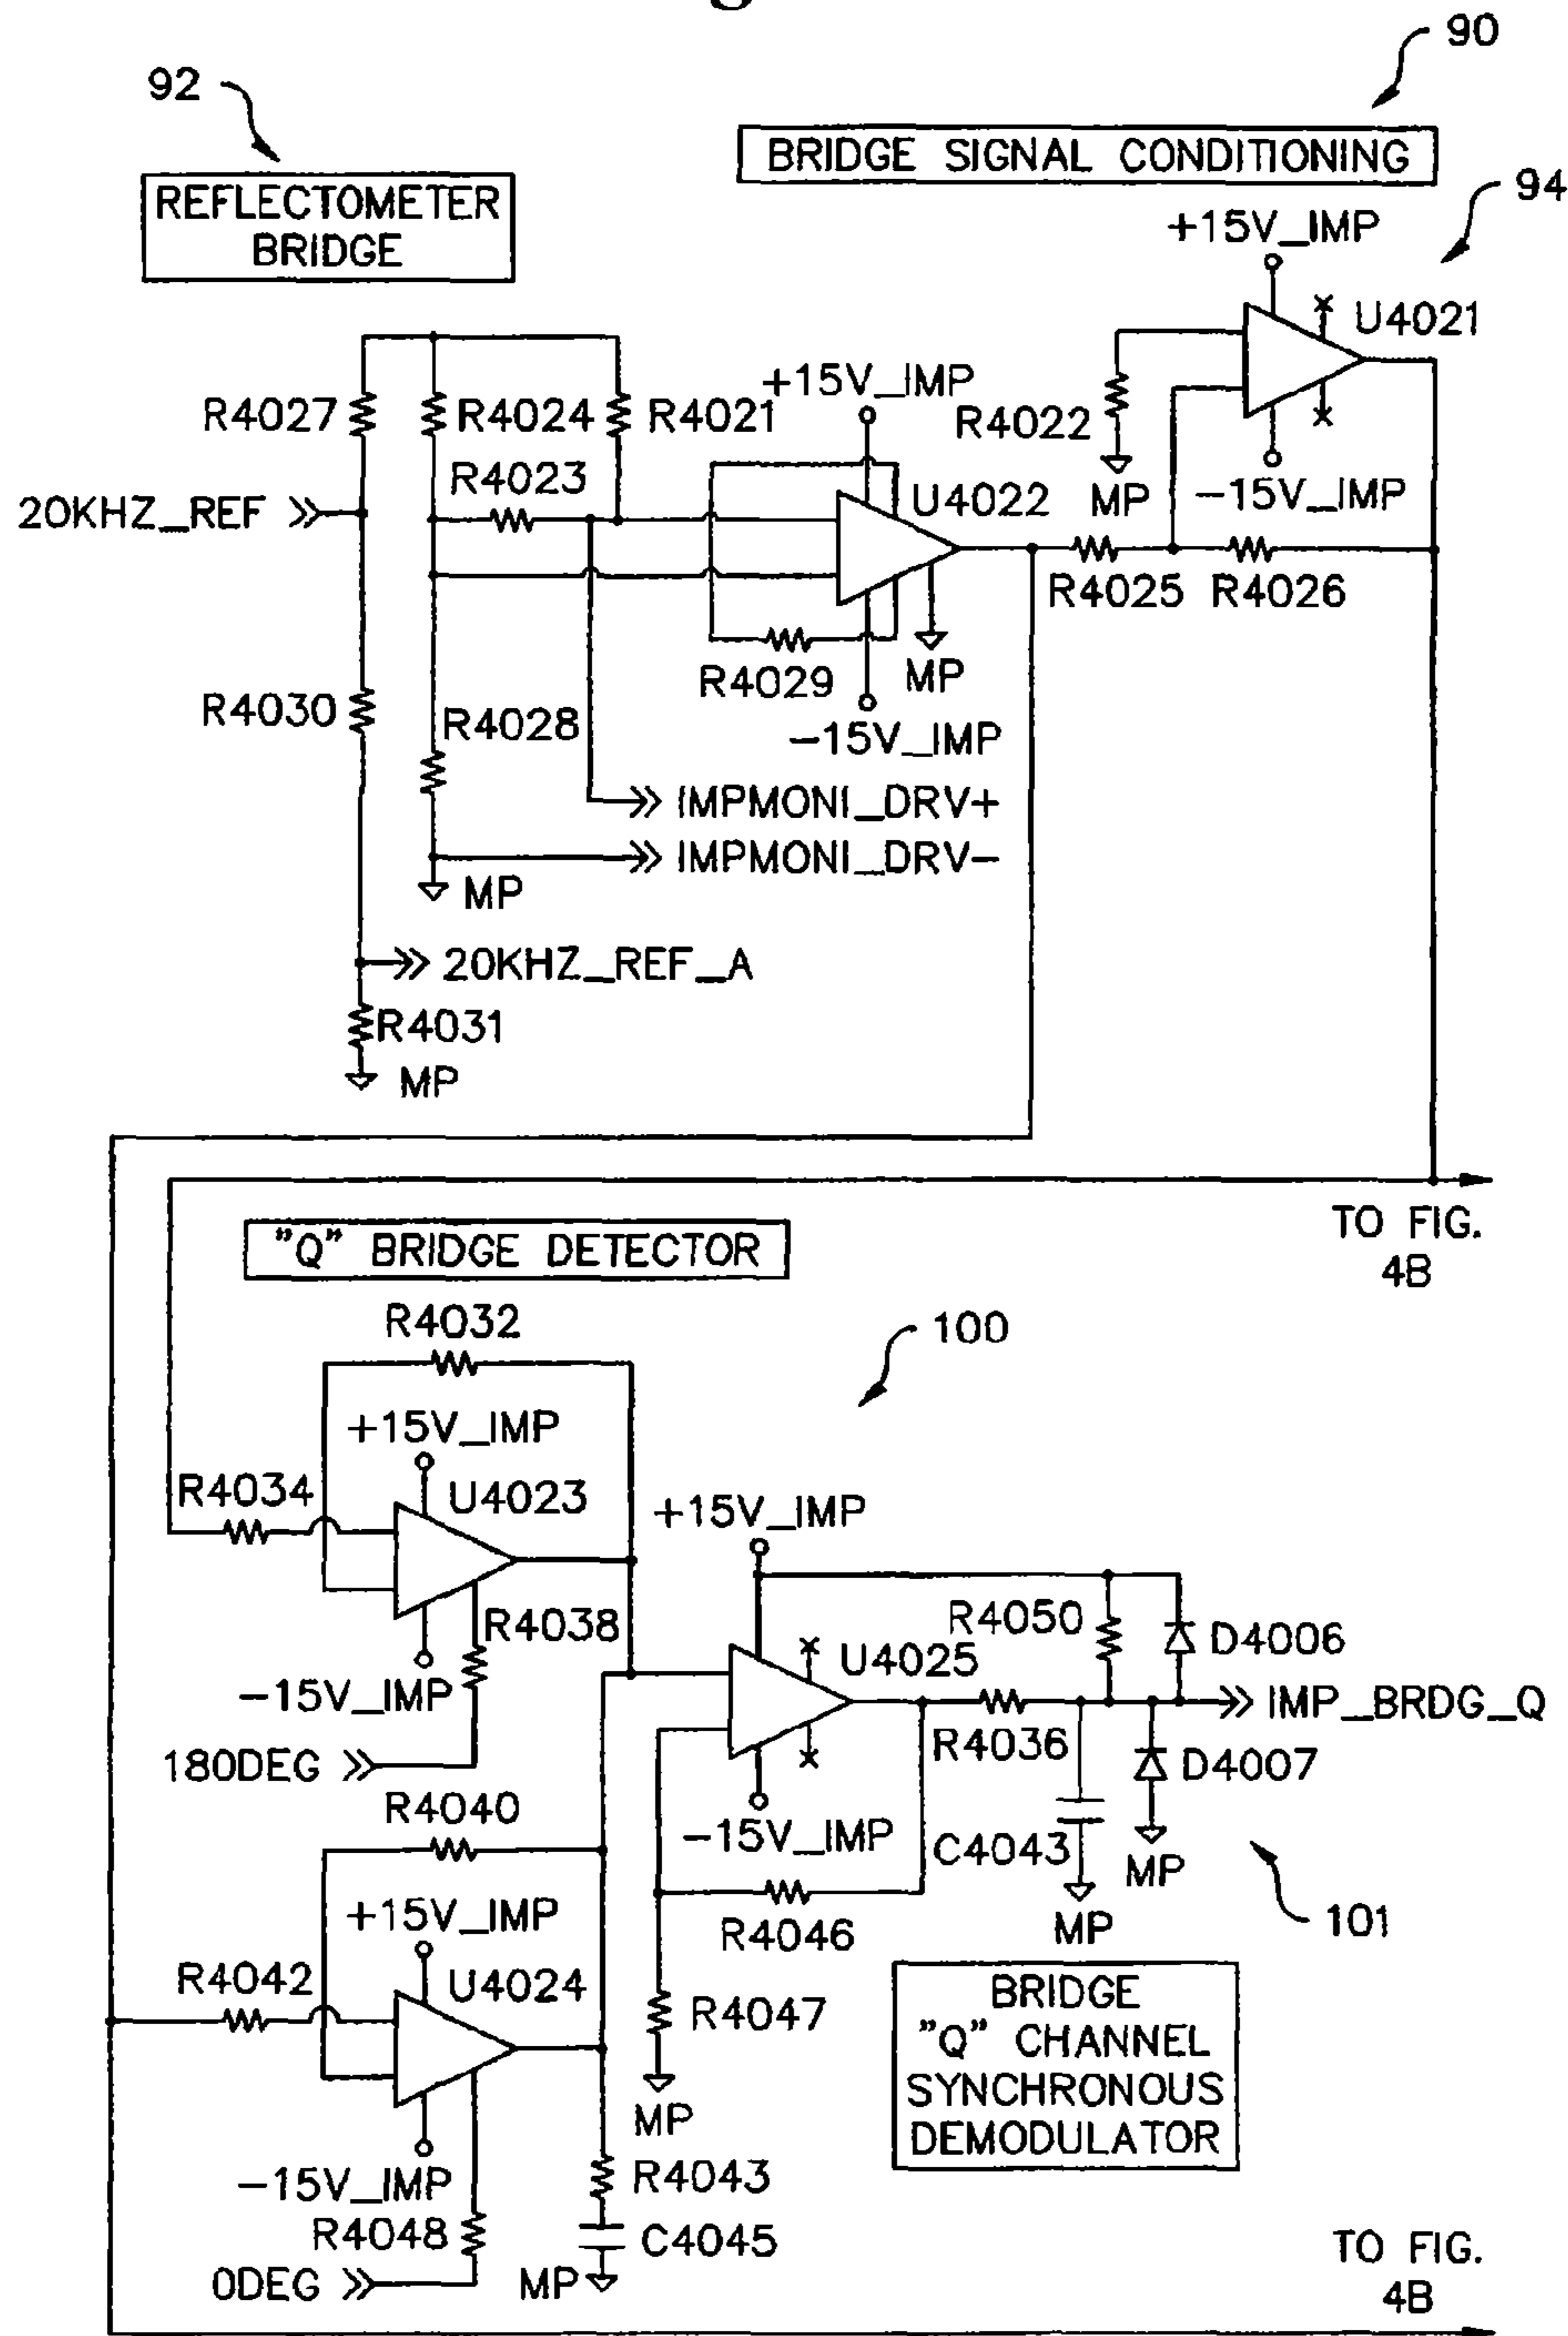 90
92
BRIDGE SIGNAL CONDITIONING
REFLECTOMETER
BRIDGE
94
+15V_IMP
U4021
R4027
R4024
R4021
+15V_IMP
R4022
R4023
20KHZ_REF
U4022
MP
-15V_IMP
R4025
R4026
R4029
MP
R4030
R4028
-15V_IMP
IMPMONI_DRV+
IMPMONI_DRV-
MP
20KHZ_REF_A
R4031
MP
TO FIG.
4B
"Q" BRIDGE DETECTOR
R4032
100
+15V_IMP
R4034
U4023
+15V_IMP
R4038
R4050
D4006
U4025
-15V_IMP
IMP_BRDG_Q
180DEG
R4036
D4007
R4040
-15V_IMP
C4043
MP
+15V_IMP
R4046
MP
101
R4042
U4024
R4047
BRIDGE
"Q" CHANNEL
SYNCHRONOUS
DEMODULATOR
MP
-15V_IMP
R4043
R4048
C4045
0DEG
MP
TO FIG.
4B